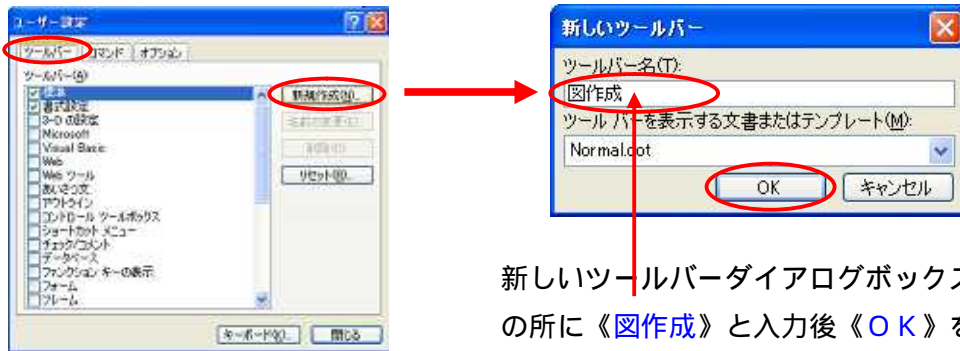 ユーザー設定
ツールバー コマンド オプション
ツールバー(A)
標準
書式設定
3-D の設定
Microsoft
Visual Basic
Web
Web ツール
あいさつ文
アウトライン
コントロール ツールボックス
ショートカット メニュー
チェック/コメント
データベース
ファンクション キーの表示
フォーム
フレーム
新規作成(N)...
名前の変更(E)...
削除(D)
リセット(R)...
キーボード(K)...
閉じる
新しいツールバー
ツールバー名(T):
図作成
ツール バーを表示する文書またはテンプレート(M):
Normal.dot
OK
キャンセル
新しいツールバーダイアログボックス
の所に《図作成》と入力後《ＯＫ》を